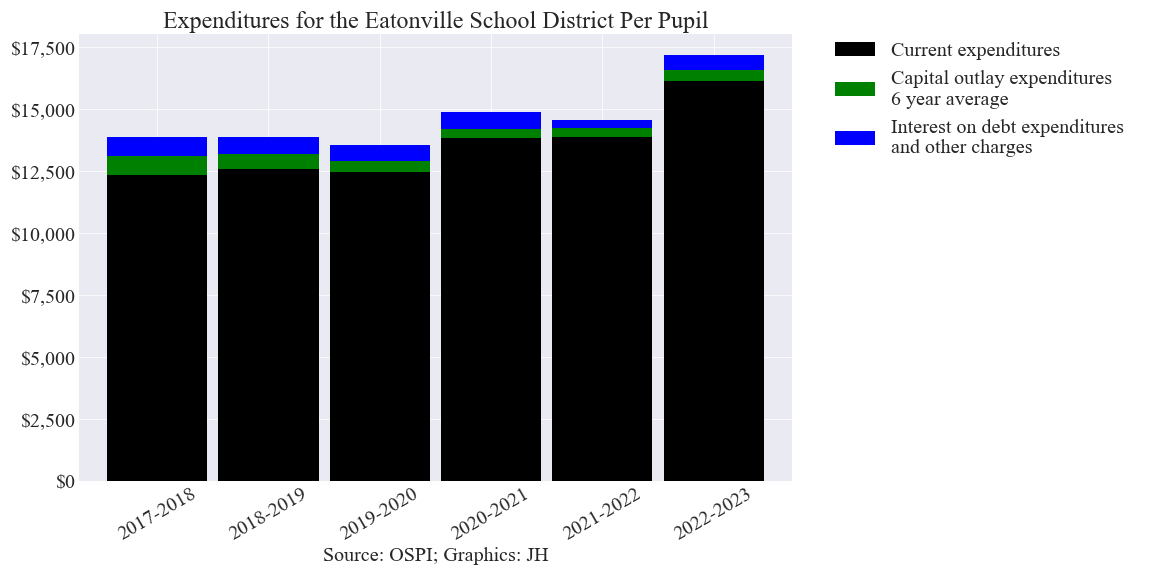 Expenditures for the Eatonville School District Per Pupil
$17,500
$15,000
$12,500
$10,000
$7,500
$5,000
$2,500
$0
2017-2018
2018-2019
2019-2020
2020-2021
2021-2022
2022-2023
Source: OSPI; Graphics: JH
Current expenditures
Capital outlay expenditures
6 year average
Interest on debt expenditures
and other charges